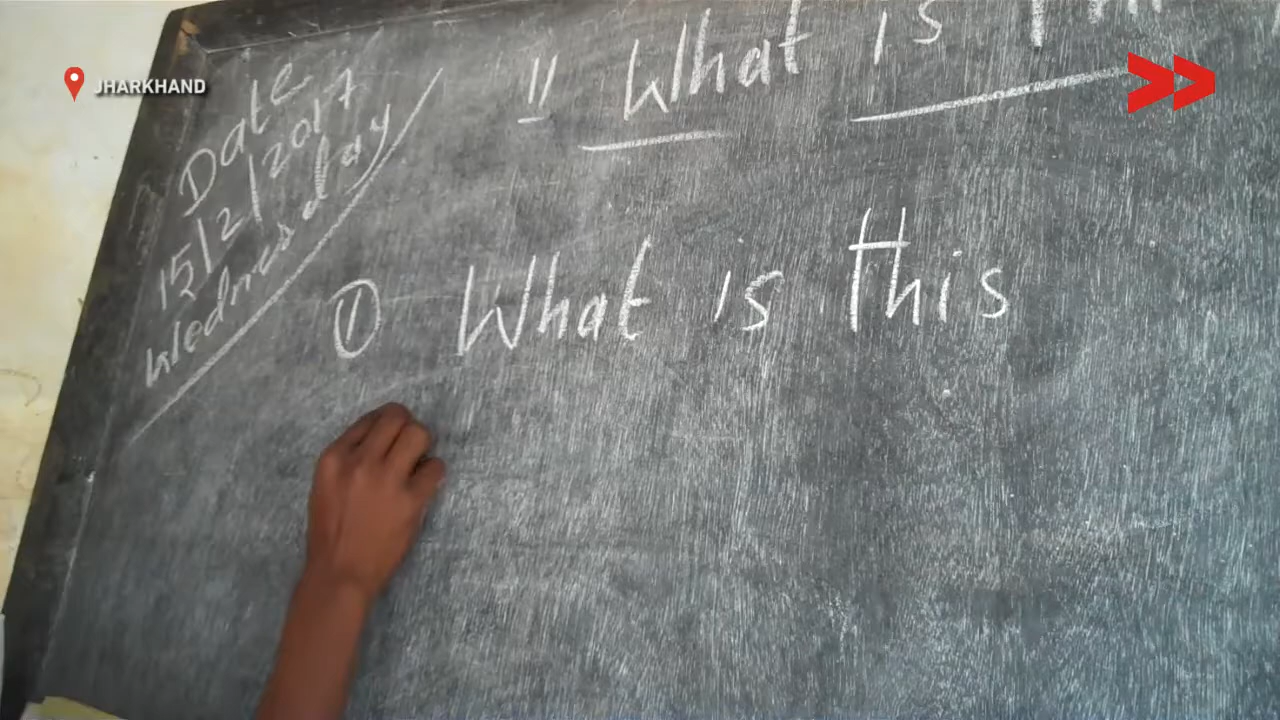 JHARKHAND
Date
15/2/2017
Wednesday
" What is
① What is this